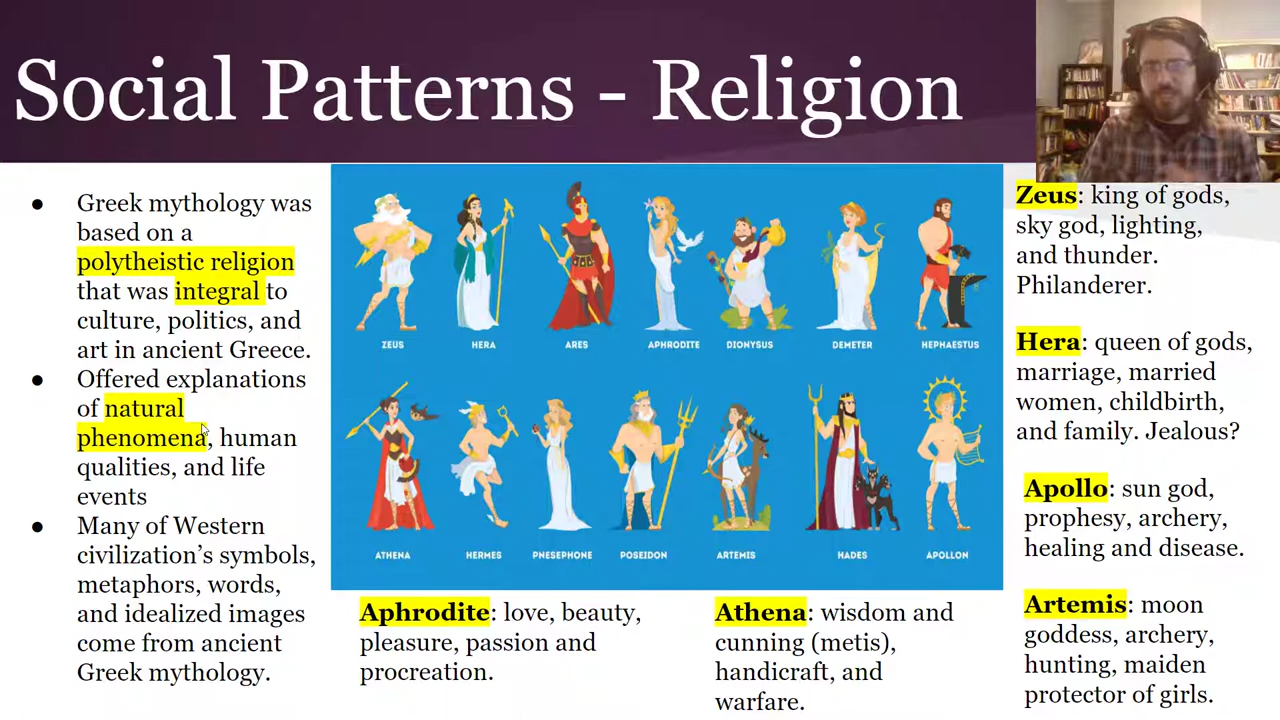 Social Patterns - Religion
● Greek mythology was
based on a
polytheistic religion
that was integral to
culture, politics, and
art in ancient Greece.
● Offered explanations
of natural
phenomena, human
qualities, and life
events
● Many of Western
civilization’s symbols,
metaphors, words,
and idealized images
come from ancient
Greek mythology.
ZEUS HERA ARES APHRODITE DIONYSUS DEMETER HEPHAESTUS
ATHENA HERMES PNESEPHONE POSEIDON ARTEMIS HADES APOLLON
Aphrodite: love, beauty,
pleasure, passion and
procreation.
Athena: wisdom and
cunning (metis),
handicraft, and
warfare.
Zeus: king of gods,
sky god, lighting,
and thunder.
Philanderer.
Hera: queen of gods,
marriage, married
women, childbirth,
and family. Jealous?
Apollo: sun god,
prophesy, archery,
healing and disease.
Artemis: moon
goddess, archery,
hunting, maiden
protector of girls.